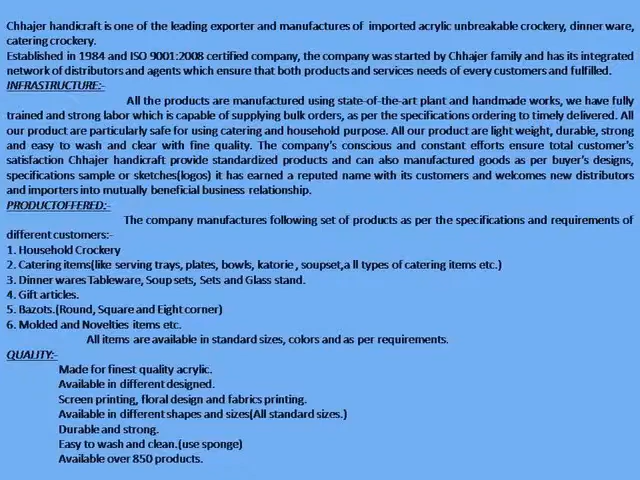 Chhajer handicraft is one of the leading exporter and manufactures of imported acrylic unbreakable crockery, dinner ware,
catering crockery.
Established in 1984 and ISO 9001:2008 certified company, the company was started by Chhajer family and has its integrated
network of distributors and agents which ensure that both products and services needs of every customers and fulfilled.
INFRASTRUCTURE:-
All the products are manufactured using state-of-the-art plant and handmade works, we have fully
trained and strong labor which is capable of supplying bulk orders, as per the specifications ordering to timely delivered. All
our product are particularly safe for using catering and household purpose. All our product are light weight, durable, strong
and easy to wash and clear with fine quality. The company's conscious and constant efforts ensure total customer's
satisfaction Chhajer handicraft provide standardized products and can also manufactured goods as per buyer's designs,
specifications sample or sketches(logos) it has earned a reputed name with its customers and welcomes new distributors
and importers into mutually beneficial business relationship.
PRODUCTOFFERED:-
The company manufactures following set of products as per the specifications and requirements of
different customers:-
1. Household Crockery
2. Catering items(like serving trays, plates, bowls, katorie , soupset,a ll types of catering items etc.)
3. Dinner wares Tableware, Soup sets, Sets and Glass stand.
4. Gift articles.
5. Bazots.(Round, Square and Eight corner)
6. Molded and Novelties items etc.
All items are available in standard sizes, colors and as per requirements.
QUALITY:-
Made for finest quality acrylic.
Available in different designed.
Screen printing, floral design and fabrics printing.
Available in different shapes and sizes(All standard sizes.)
Durable and strong.
Easy to wash and clean.(use sponge)
Available over 850 products.